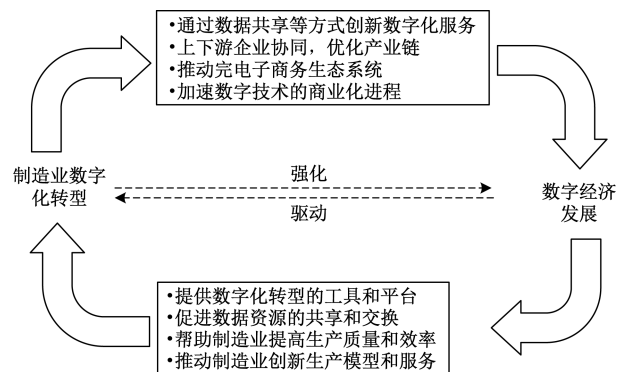 •通过数据共享等方式创新数字化服务
•上下游企业协同，优化产业链
•推动完电子商务生态系统
•加速数字技术的商业化进程
制造业数字
化转型
强化
驱动
数字经济
发展
•提供数字化转型的工具和平台
•促进数据资源的共享和交换
•帮助制造业提高生产质量和效率
•推动制造业创新生产模型和服务